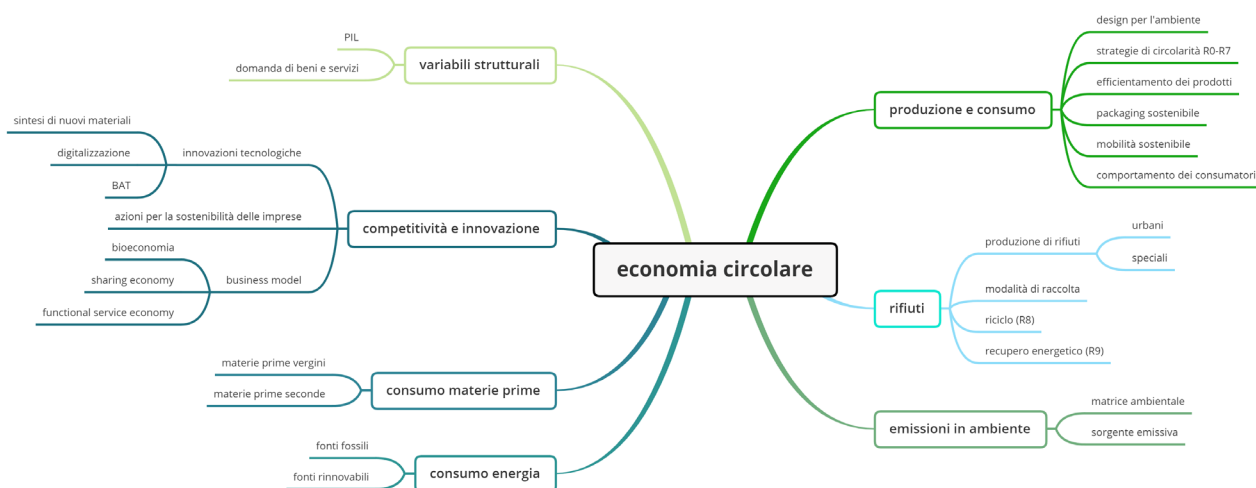 economia circolare
variabili strutturali
PIL
domanda di beni e servizi
competitività e innovazione
innovazioni tecnologiche
sintesi di nuovi materiali
digitalizzazione
BAT
azioni per la sostenibilità delle imprese
business model
bioeconomia
sharing economy
functional service economy
consumo materie prime
materie prime vergini
materie prime seconde
consumo energia
fonti fossili
fonti rinnovabili
produzione e consumo
design per l'ambiente
strategie di circolarità R0-R7
efficientamento dei prodotti
packaging sostenibile
mobilità sostenibile
comportamento dei consumatori
rifiuti
produzione di rifiuti
urbani
speciali
modalità di raccolta
riciclo (R8)
recupero energetico (R9)
emissioni in ambiente
matrice ambientale
sorgente emissiva